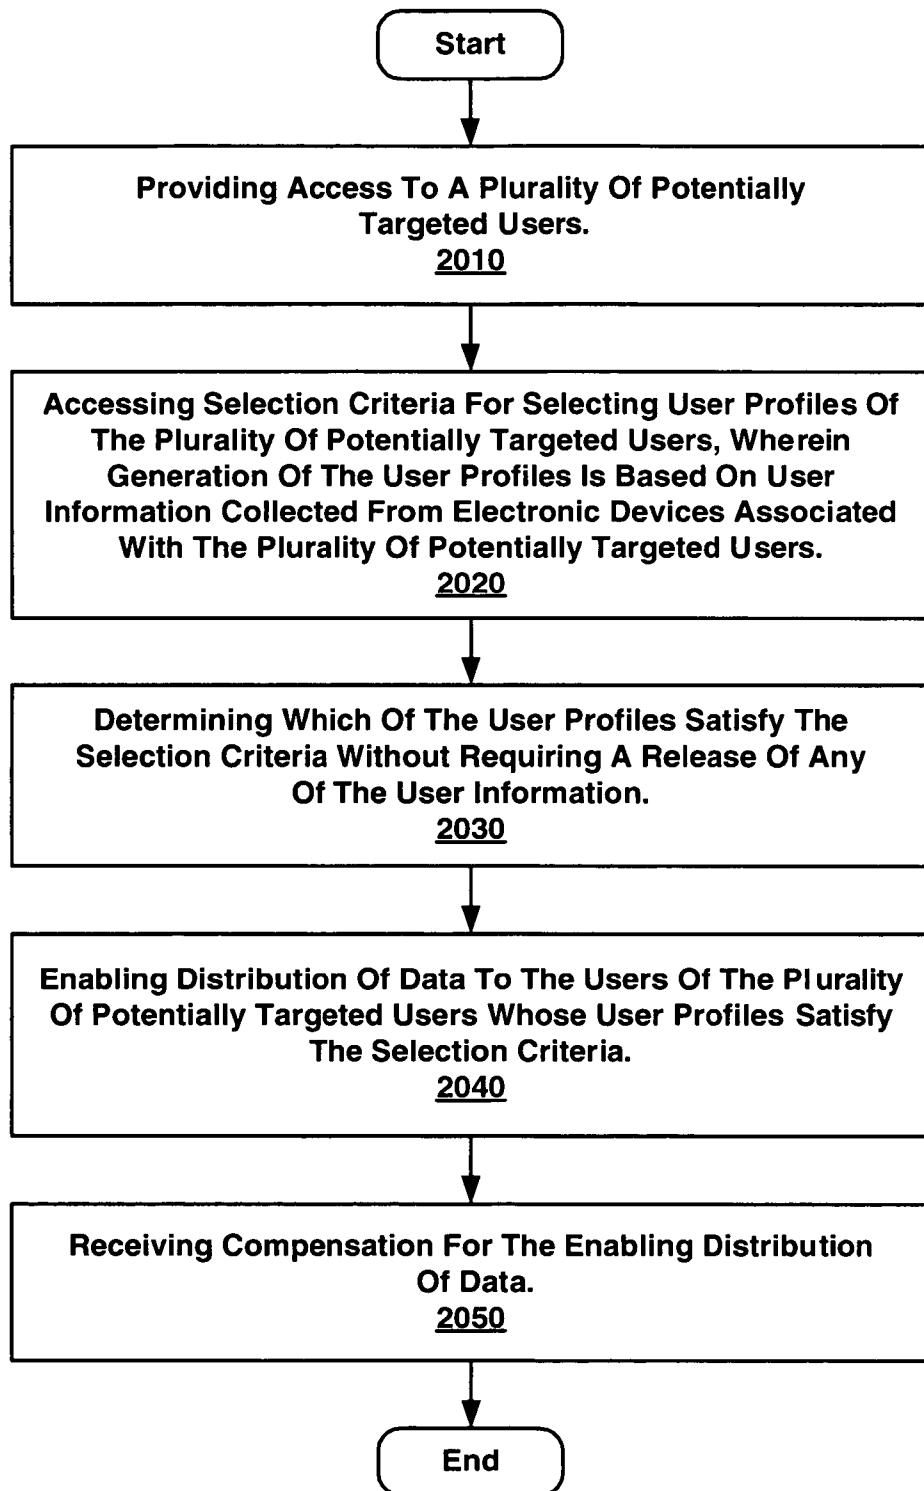 Start
Providing Access To A Plurality Of Potentially
Targeted Users.
2010
Accessing Selection Criteria For Selecting User Profiles Of
The Plurality Of Potentially Targeted Users, Wherein
Generation Of The User Profiles Is Based On User
Information Collected From Electronic Devices Associated
With The Plurality Of Potentially Targeted Users.
2020
Determining Which Of The User Profiles Satisfy The
Selection Criteria Without Requiring A Release Of Any
Of The User Information.
2030
Enabling Distribution Of Data To The Users Of The Plurality
Of Potentially Targeted Users Whose User Profiles Satisfy
The Selection Criteria.
2040
Receiving Compensation For The Enabling Distribution
Of Data.
2050
End